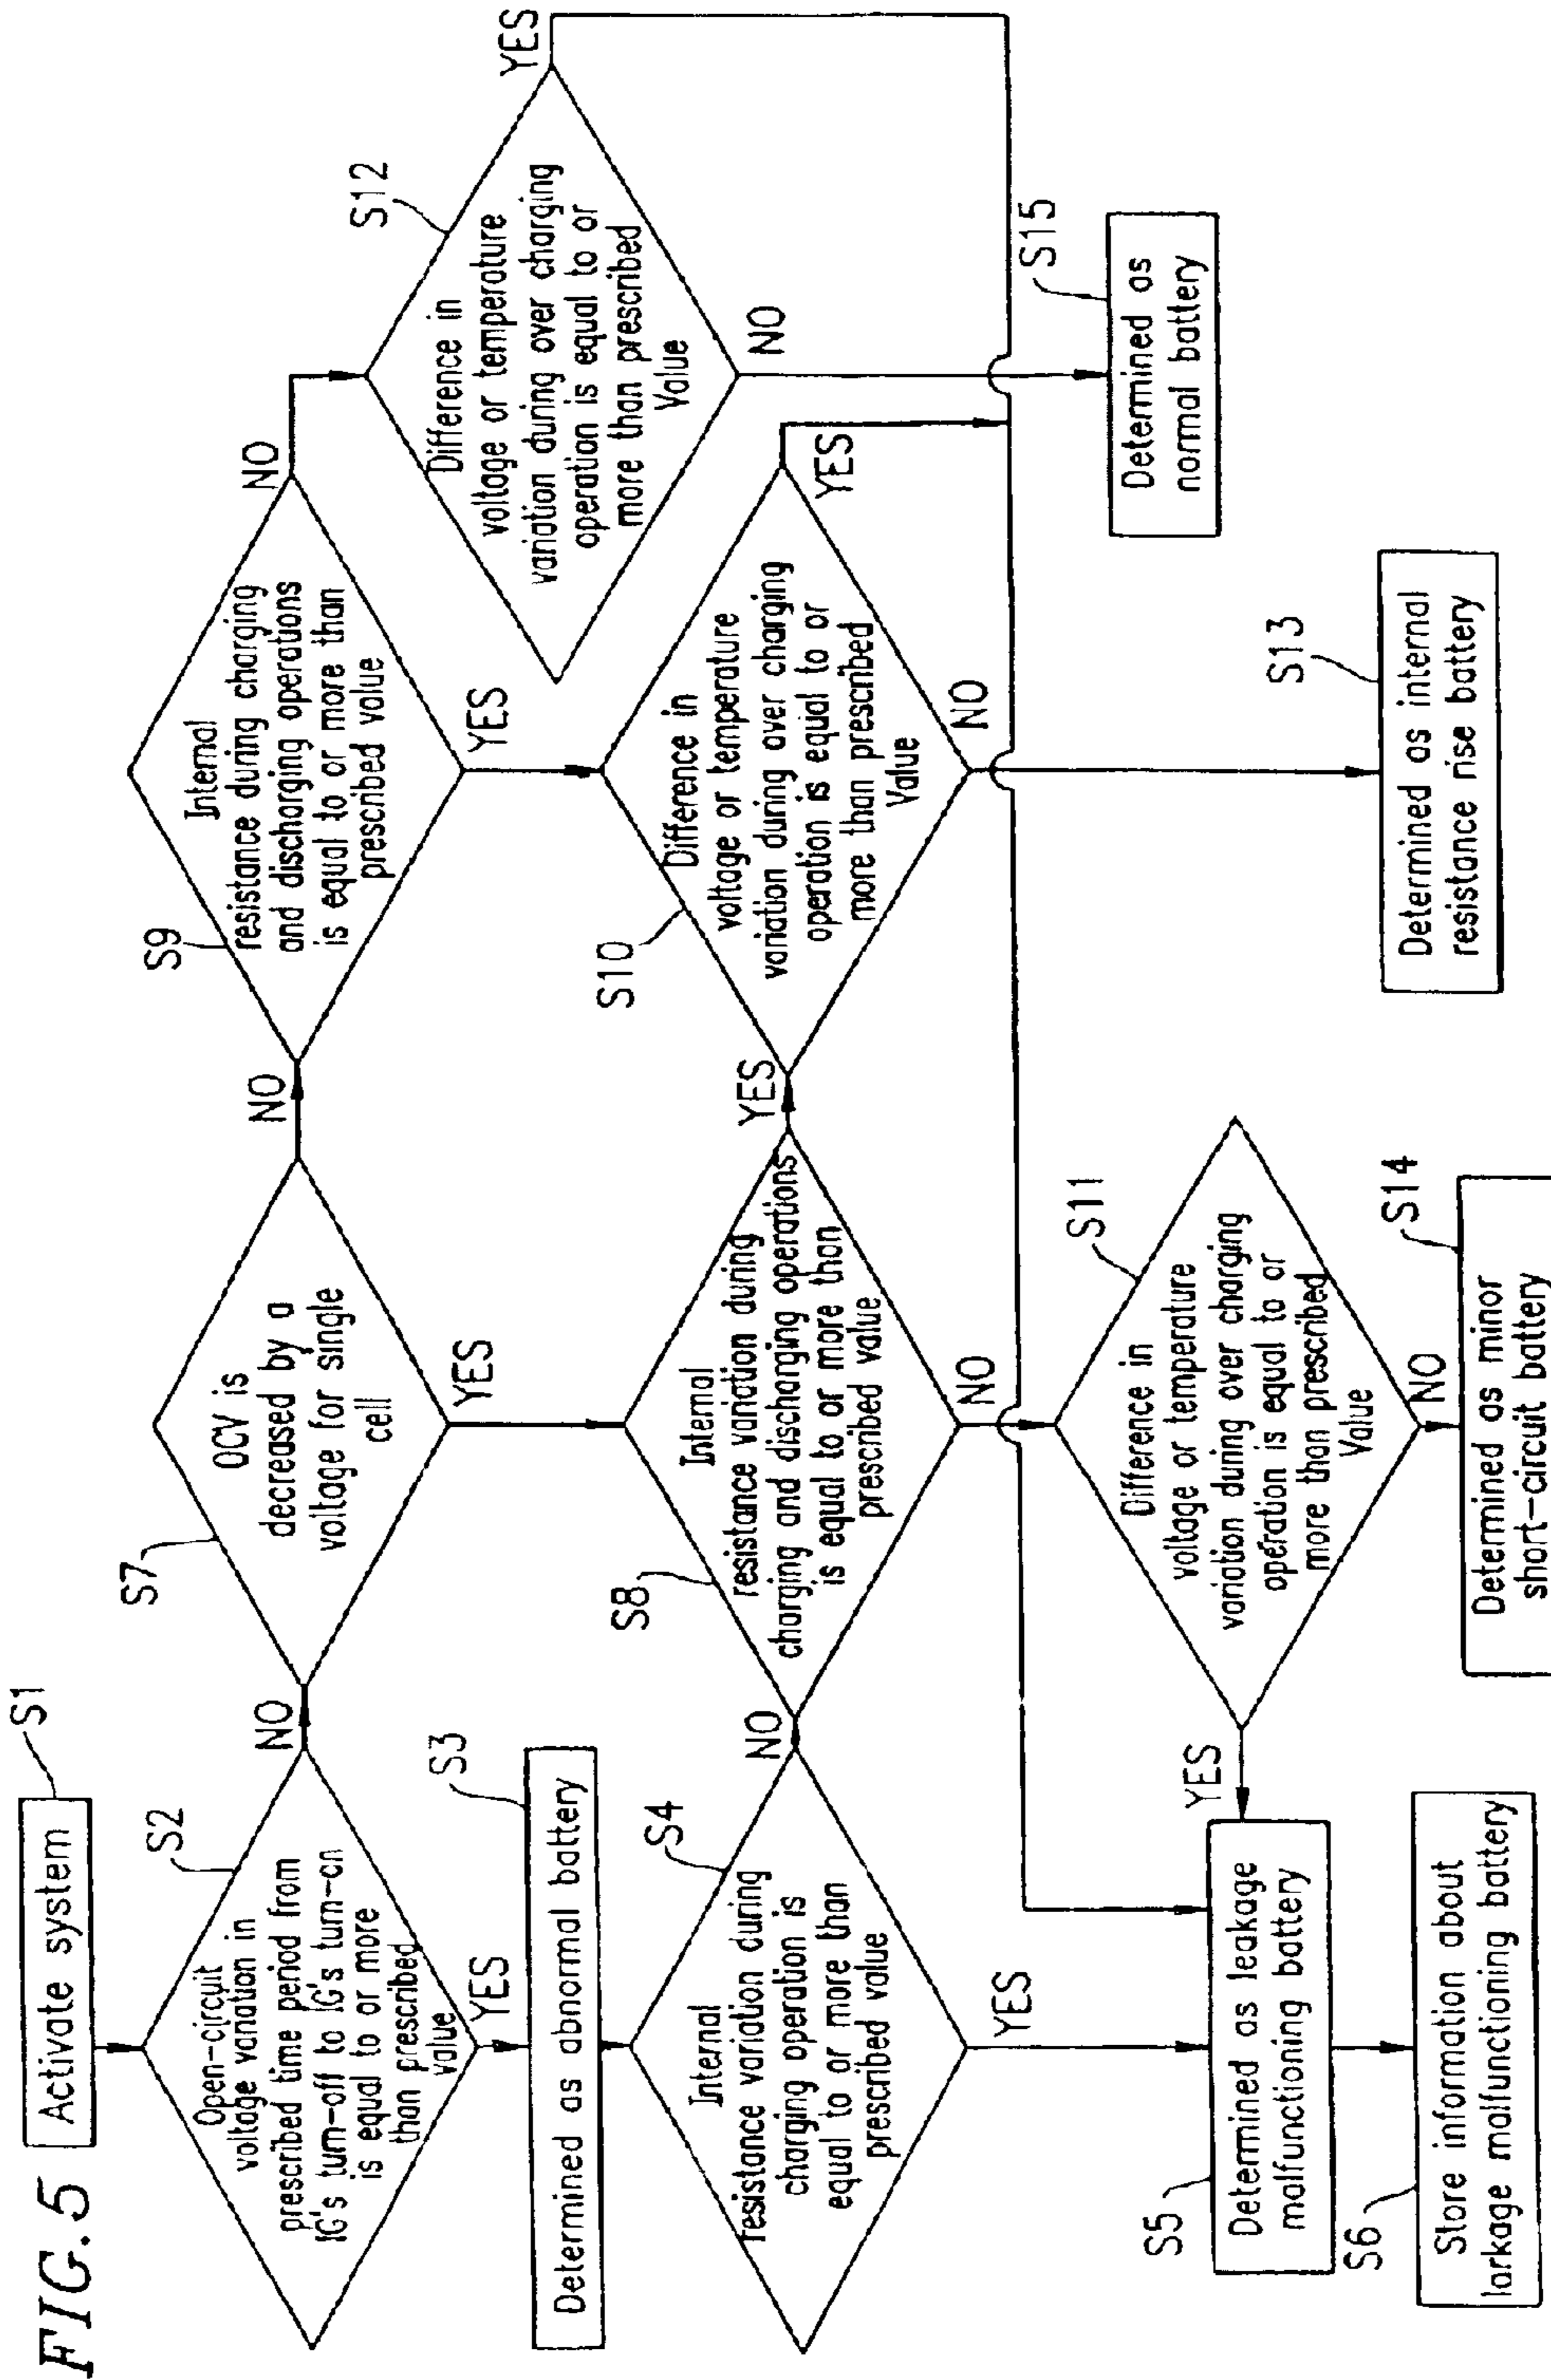 FIG.5
Activate system
S1
Open-circuit
voltage variation in
prescribed time period from
IG's turn-off to IG's turn-on
is equal to or more
than prescribed
value
S2
NO
YES
Determined as abnormal battery
S3
Internal
resistance variation during
charging operation is
equal to or more than
prescribed value
S4
NO
YES
Determined as leakage
malfunctioning battery
S5
Store information about
larkage malfunctioning battery
S6
OCV is
decreased by a
voltage for single
cell
S7
NO
YES
Internal
resistance variation during
charging and discharging operations
is equal to or more than
prescribed value
S8
YES
NO
Internal
resistance during charging
and discharging operations
is equal to or more than
prescribed value
S9
NO
YES
Difference in
voltage or temperature
variation during over charging
operation is equal to or
more than prescribed
Value
S10
YES
NO
Difference in
voltage or temperature
variation during over charging
operation is equal to or
more than prescribed
Value
S11
YES
NO
Difference in
voltage or temperature
variation during over charging
operation is equal to or
more than prescribed
Value
S12
YES
NO
Determined as internal
resistance rise battery
S13
Determined as minor
short-circuit battery
S14
Determined as
normal battery
S15